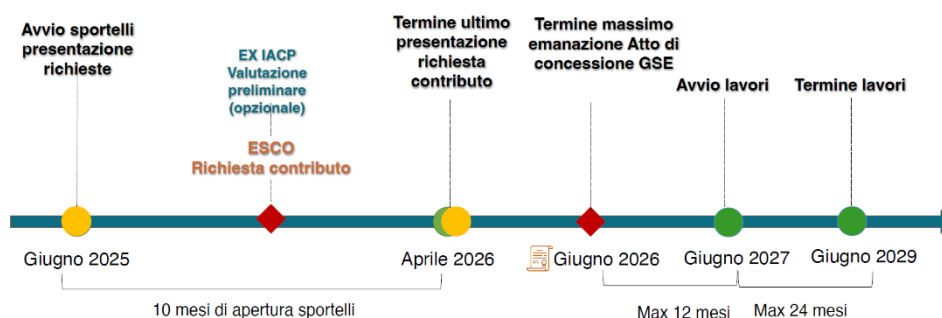 Avvio sportelli
presentazione
richieste
EX IACP
Valutazione
preliminare
(opzionale)
ESCO
Richiesta contributo
Termine ultimo
presentazione
richiesta
contributo
Termine massimo
emanazione Atto di
concessione GSE
Avvio lavori
Termine lavori
Giugno 2025
Aprile 2026
Giugno 2026
Giugno 2027
Giugno 2029
10 mesi di apertura sportelli
Max 12 mesi
Max 24 mesi